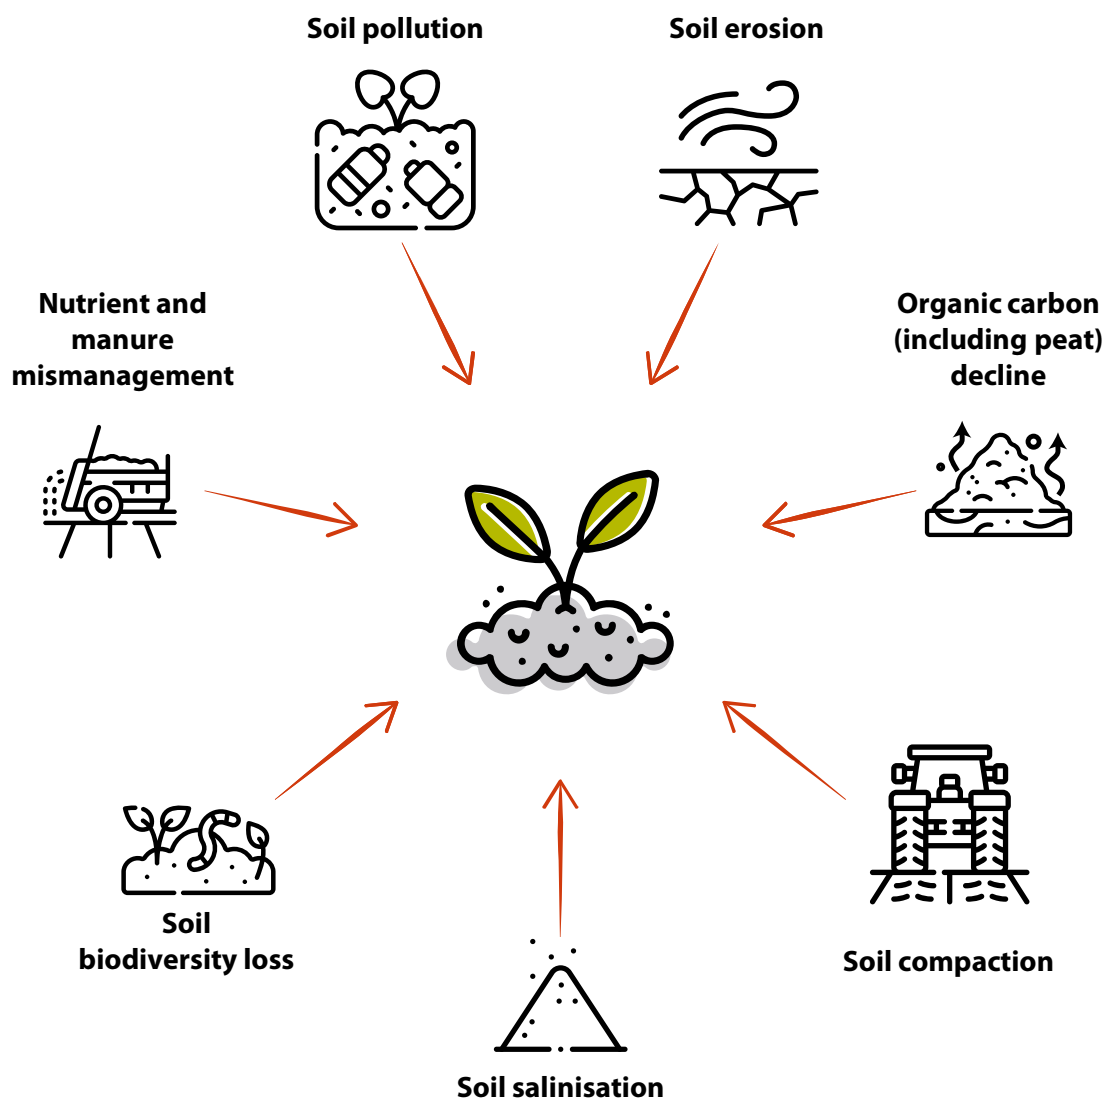 Soil pollution
Soil erosion
Nutrient and
manure
mismanagement
Organic carbon
(including peat)
decline
Soil
biodiversity loss
Soil compaction
Soil salinisation